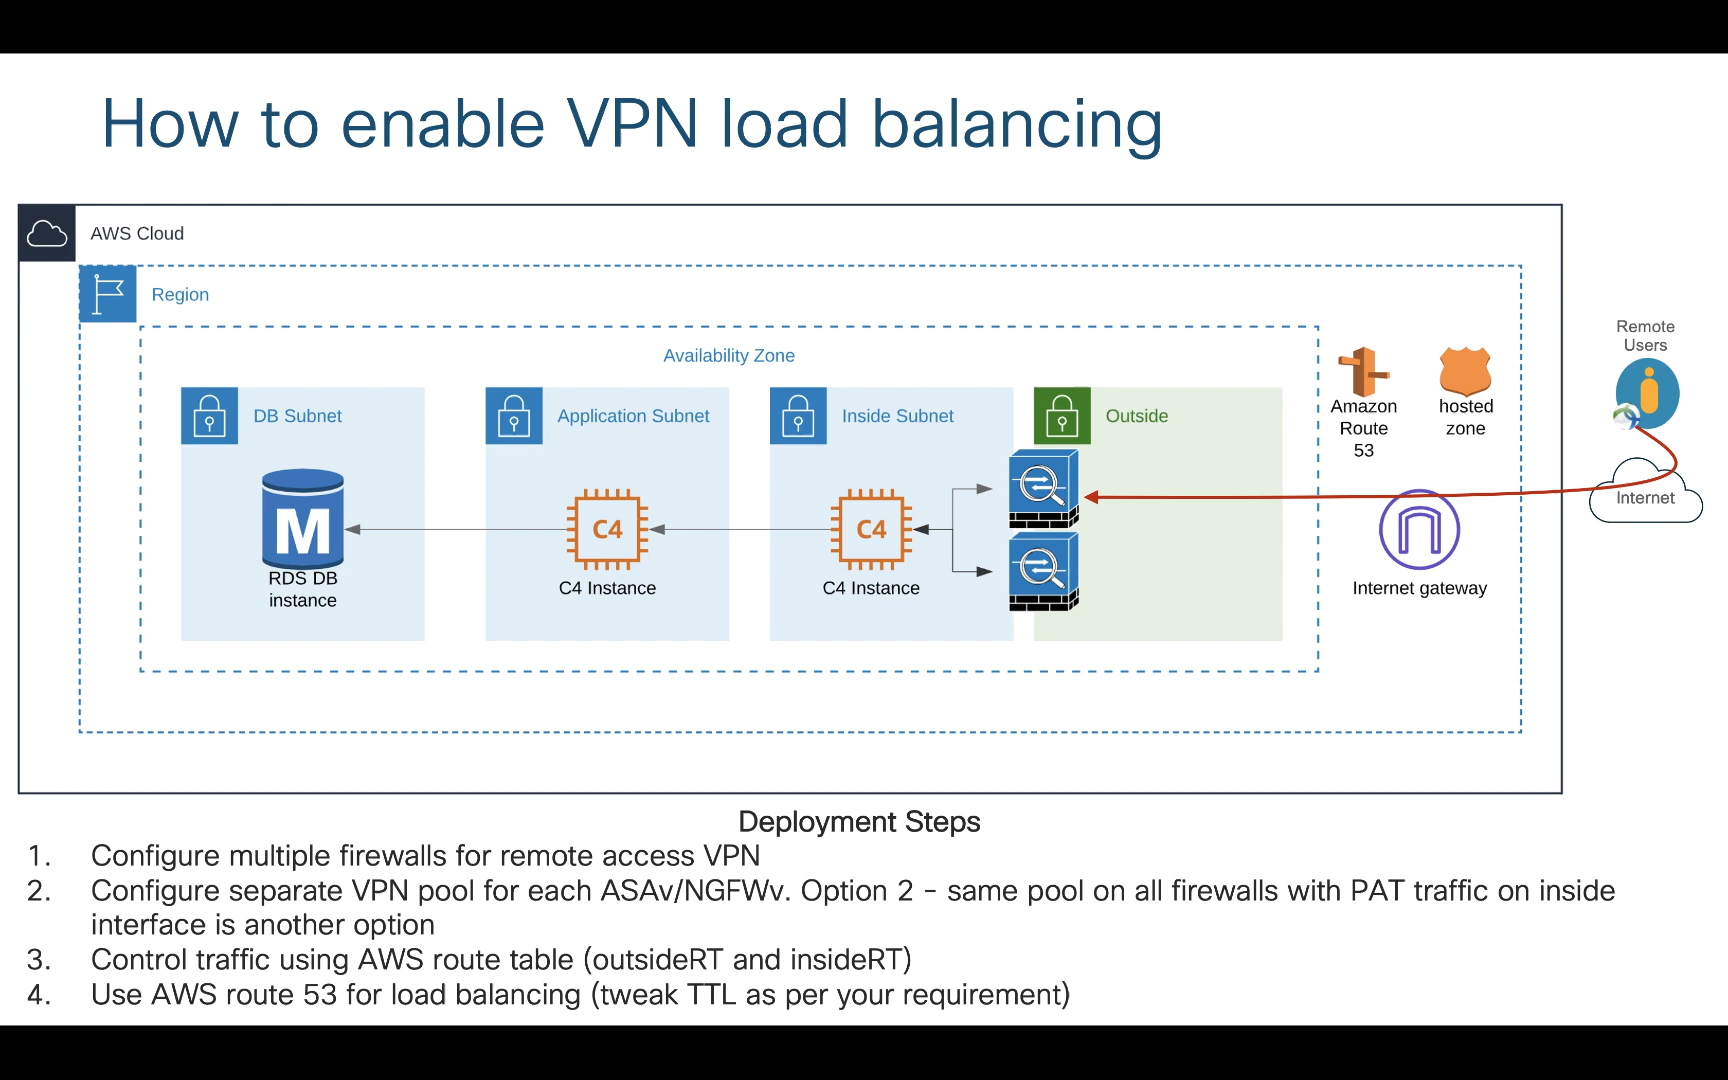 How to enable VPN load balancing
AWS Cloud
Region
Availability Zone
DB Subnet
Application Subnet
Inside Subnet
Outside
Amazon
Route
53
hosted
zone
Remote
Users
Internet
M
C4
C4
RDS DB
instance
C4 Instance
C4 Instance
Internet gateway
Deployment Steps
1. Configure multiple firewalls for remote access VPN
2. Configure separate VPN pool for each ASAv/NGFWv. Option 2 – same pool on all firewalls with PAT traffic on inside
interface is another option
3. Control traffic using AWS route table (outsideRT and insideRT)
4. Use AWS route 53 for load balancing (tweak TTL as per your requirement)